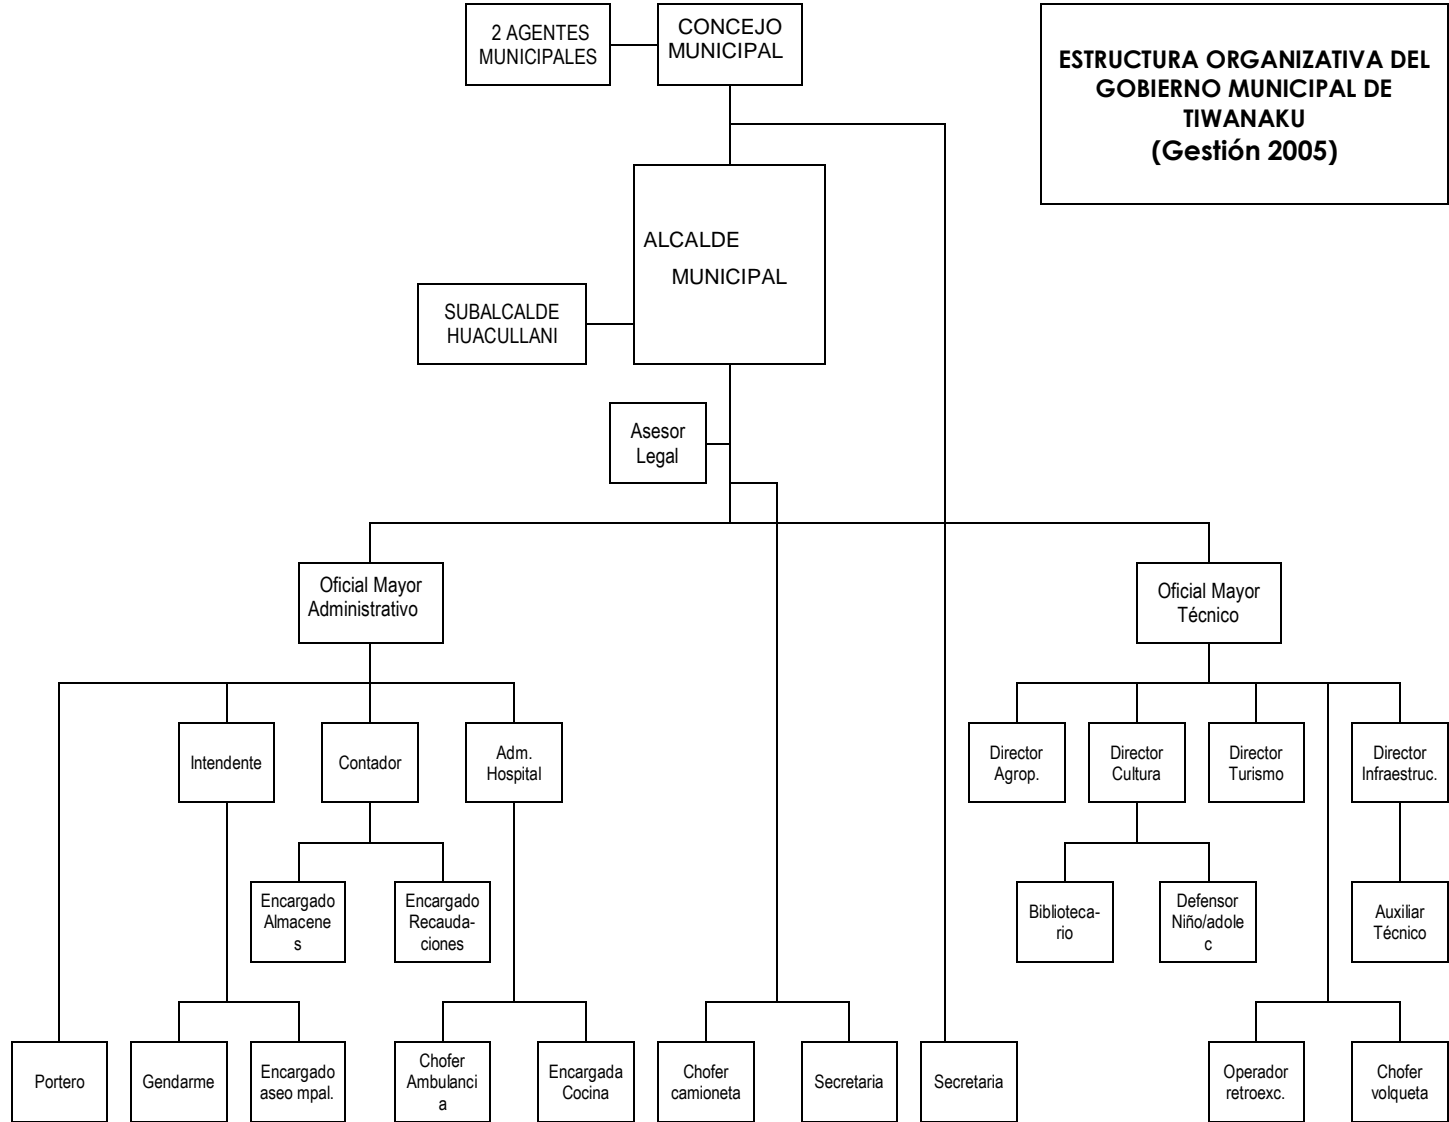 2 AGENTES
MUNICIPALES
CONCEJO
MUNICIPAL
ESTRUCTURA ORGANIZATIVA DEL
GOBIERNO MUNICIPAL DE
TIWANAKU
(Gestión 2005)
ALCALDE
MUNICIPAL
SUBALCALDE
HUACULLANI
Asesor
Legal
Oficial Mayor
Administrativo
Oficial Mayor
Técnico
Intendente
Contador
Adm.
Hospital
Director
Agrop.
Director
Cultura
Director
Turismo
Director
Infraestruc.
Encargado
Almacene
s
Encargado
Recauda-
ciones
Biblioteca-
rio
Defensor
Niño/adole
c
Auxiliar
Técnico
Portero
Gendarme
Encargado
aseo mpal.
Chofer
Ambulanci
a
Encargada
Cocina
Chofer
camioneta
Secretaria
Secretaria
Operador
retroexc.
Chofer
volqueta